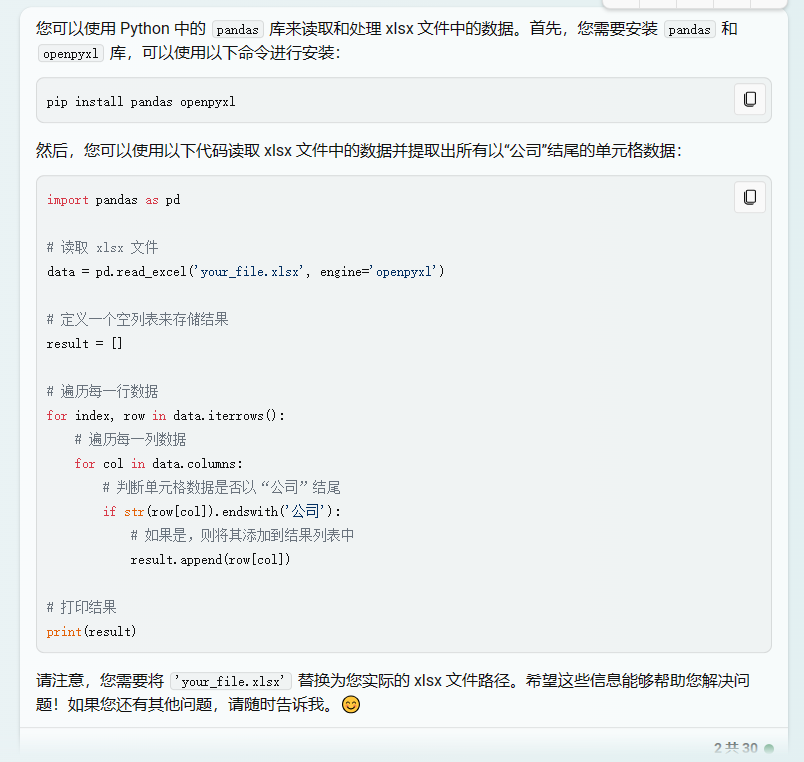 您可以使用 Python 中的 pandas 库来读取和处理 xlsx 文件中的数据。首先，您需要安装 pandas 和
openpyxl 库，可以使用以下命令进行安装：
pip install pandas openpyxl
然后，您可以使用以下代码读取 xlsx 文件中的数据并提取出所有以“公司”结尾的单元格数据：
import pandas as pd
# 读取 xlsx 文件
data = pd.read_excel('your_file.xlsx', engine='openpyxl')
# 定义一个空列表来存储结果
result = []
# 遍历每一行数据
for index, row in data.iterrows():
    # 遍历每一列数据
    for col in data.columns:
        # 判断单元格数据是否以“公司”结尾
        if str(row[col]).endswith('公司'):
            # 如果是，则将其添加到结果列表中
            result.append(row[col])
# 打印结果
print(result)
请注意，您需要将 'your_file.xlsx' 替换为您实际的 xlsx 文件路径。希望这些信息能够帮助您解决问
题！如果您还有其他问题，请随时告诉我。😊
2 共 30